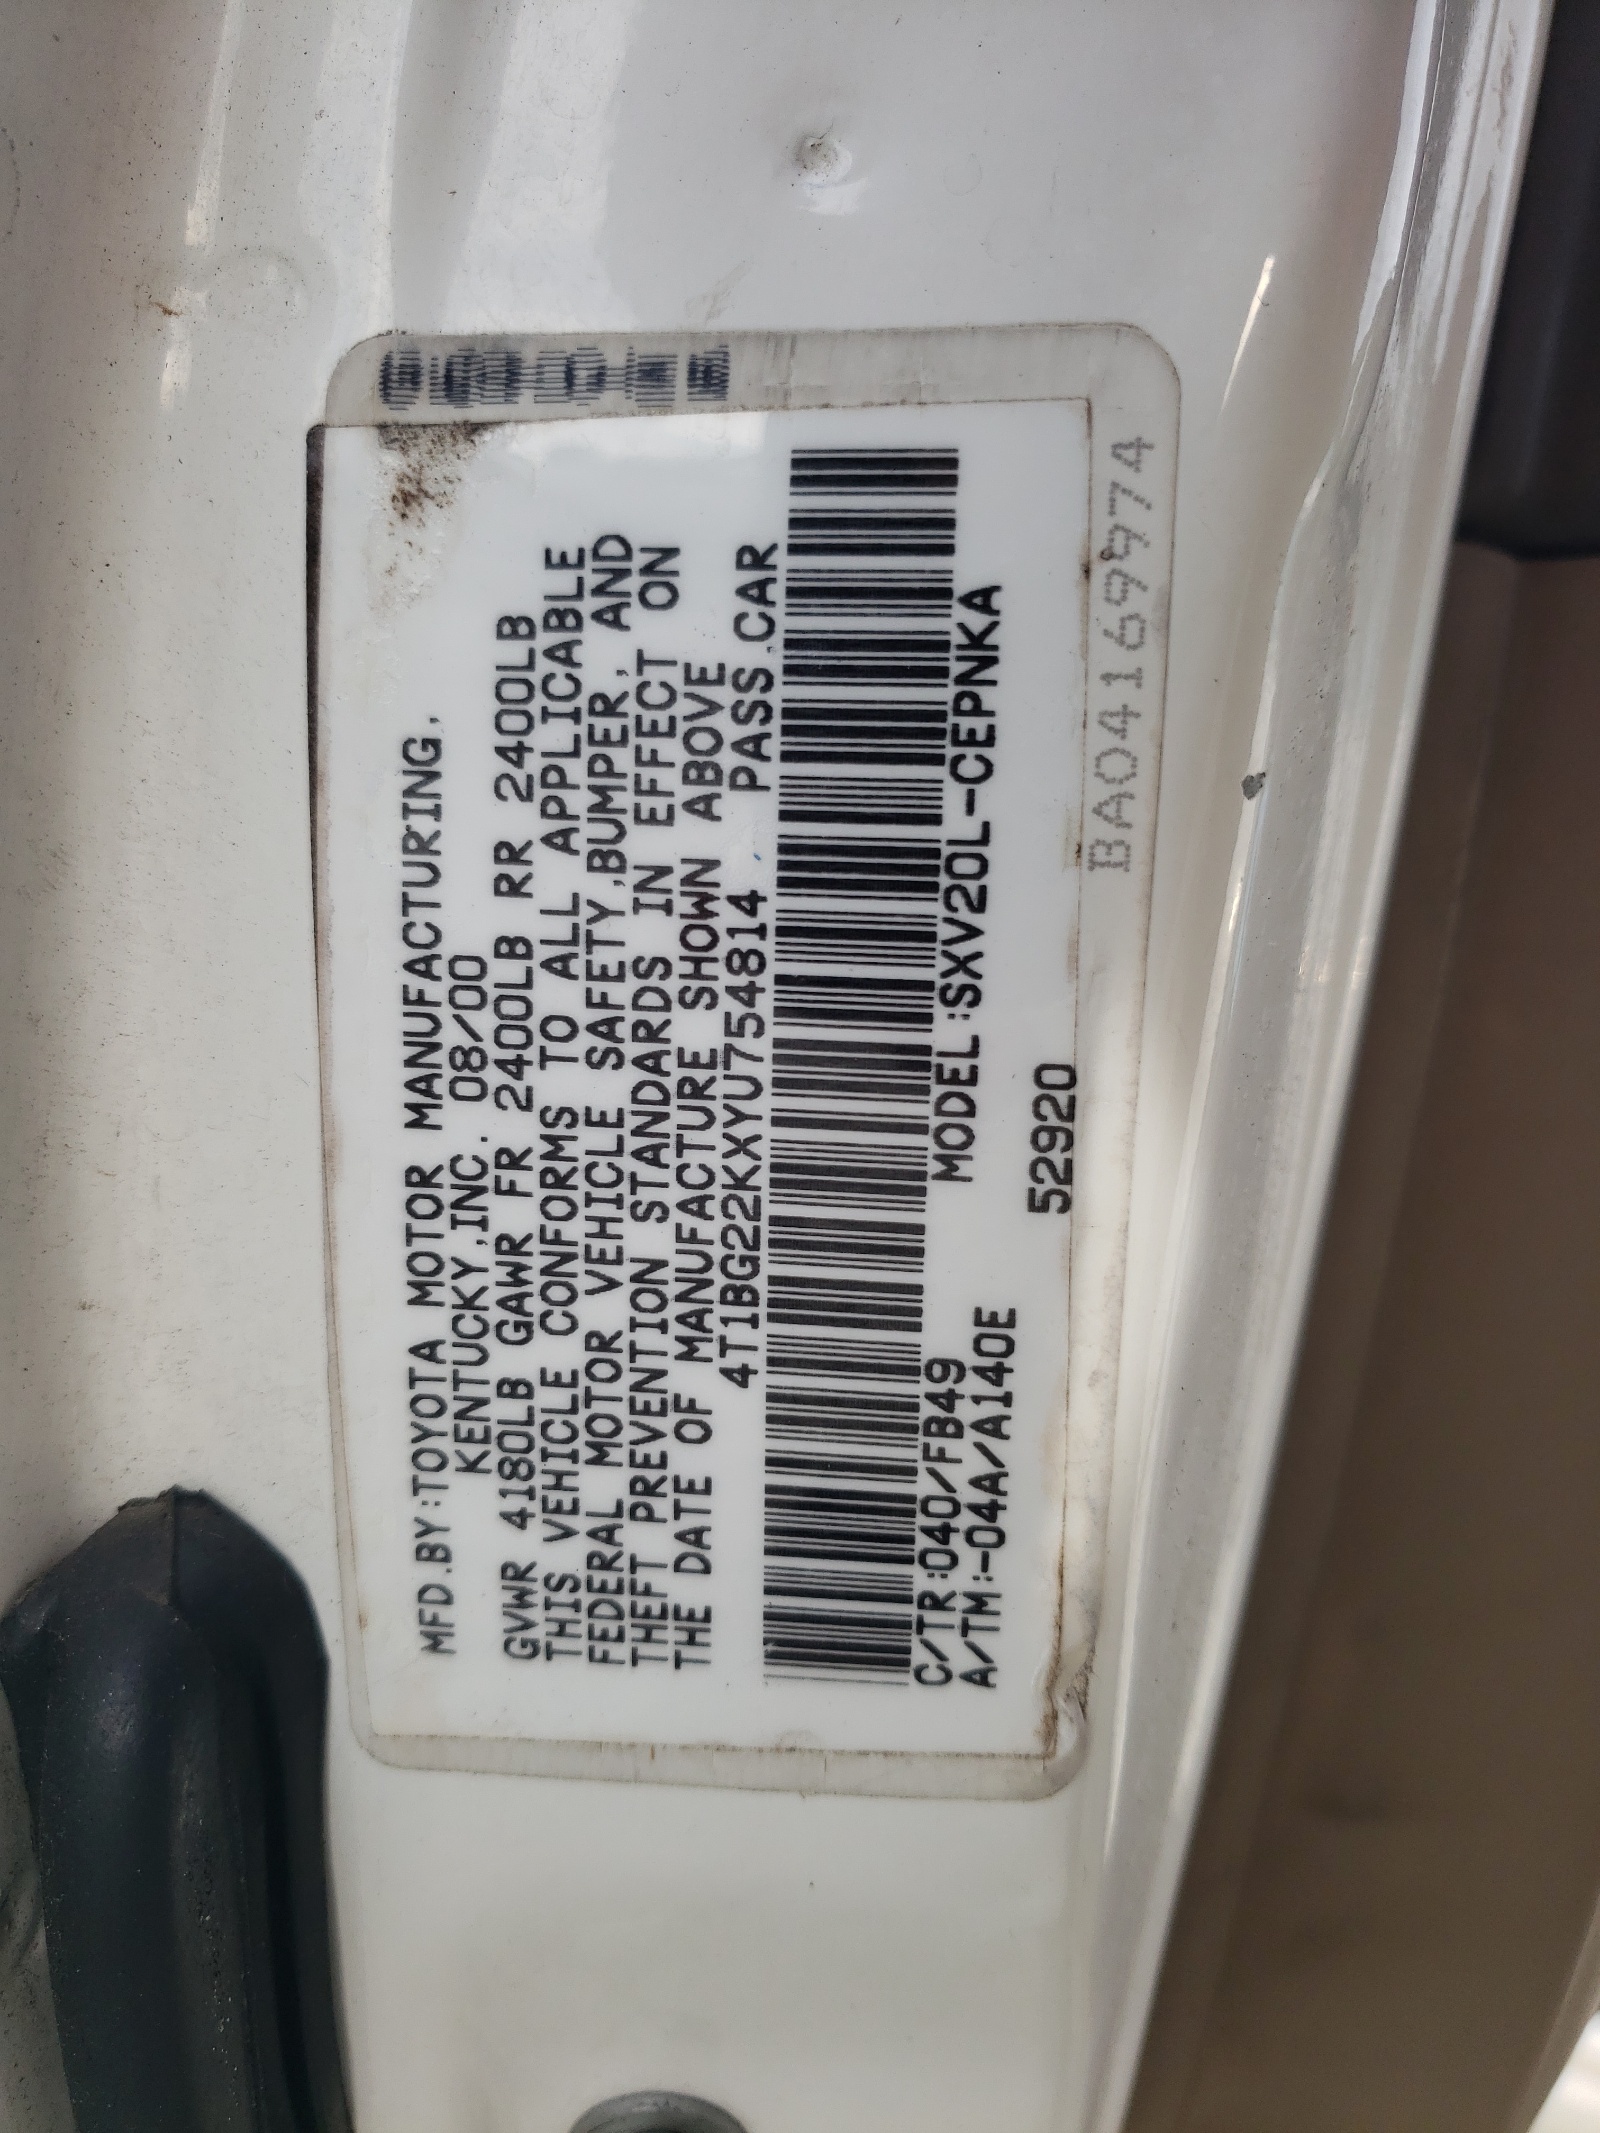 MFD.BY:TOYOTA MOTOR MANUFACTURING,
KENTUCKY,INC. 08/00
GVWR 4180LB GAWR FR 2400LB RR 2400LB
THIS VEHICLE CONFORMS TO ALL APPLICABLE
FEDERAL MOTOR VEHICLE SAFETY,BUMPER, AND
THEFT PREVENTION STANDARDS IN EFFECT ON
THE DATE OF MANUFACTURE SHOWN ABOVE
4T1BG22KXYU754814 PASS.CAR
C/TR:040/FB49 MODEL:SXV20L-CEPNKA
A/TM:-04A/A140E
52920
BA04169974